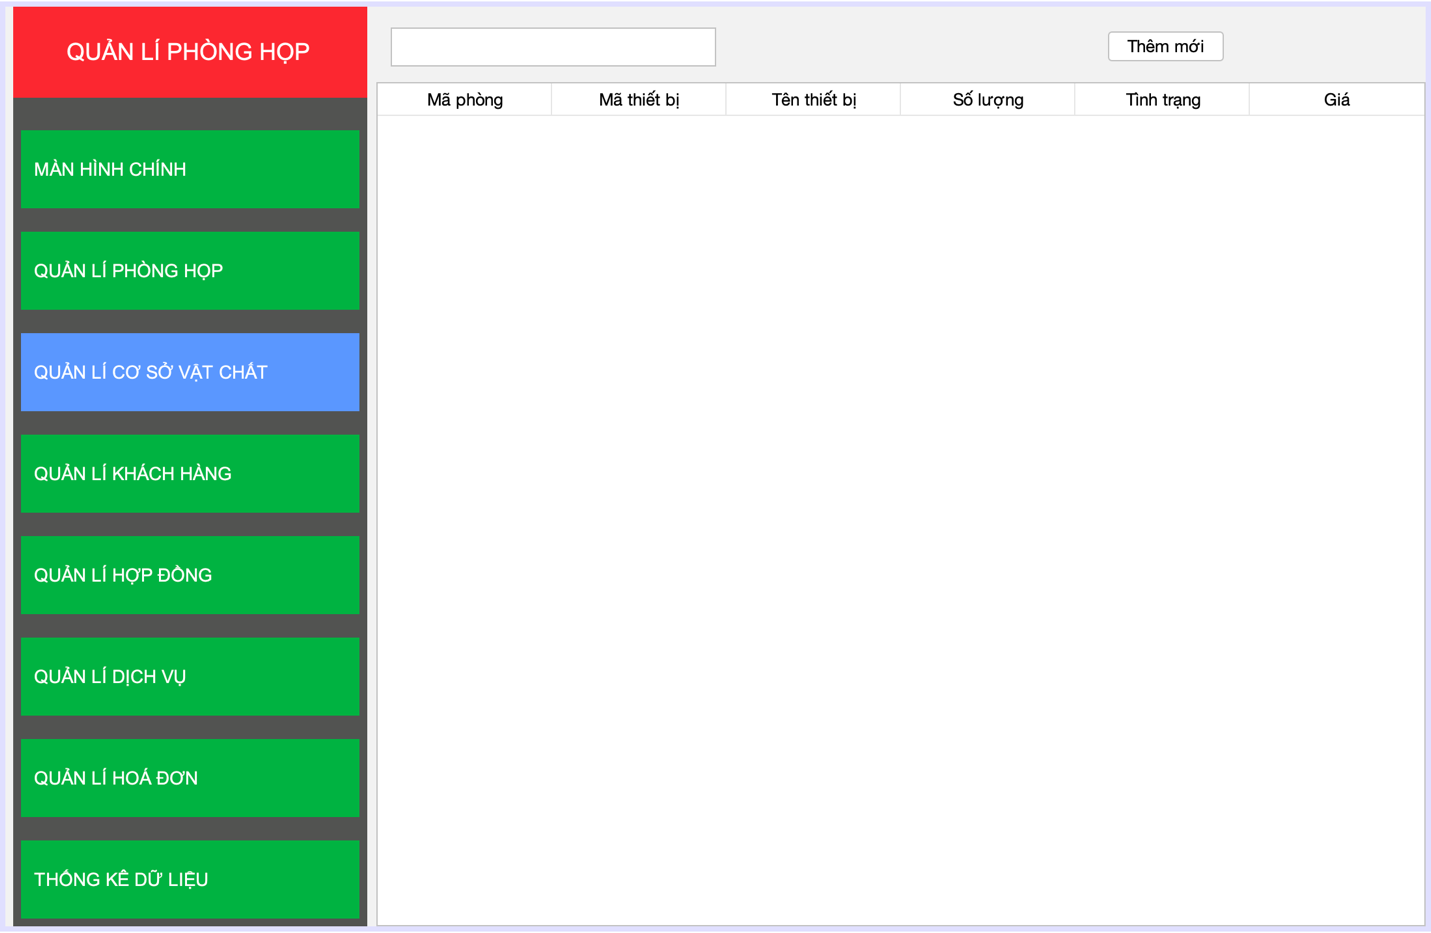 QUẢN LÍ PHÒNG HỌP
Thêm mới
Mã phòng Mã thiết bị Tên thiết bị Số lượng Tình trạng Giá
MÀN HÌNH CHÍNH
QUẢN LÍ PHÒNG HỌP
QUẢN LÍ CƠ SỞ VẬT CHẤT
QUẢN LÍ KHÁCH HÀNG
QUẢN LÍ HỢP ĐỒNG
QUẢN LÍ DỊCH VỤ
QUẢN LÍ HOÁ ĐƠN
THỐNG KÊ DỮ LIỆU